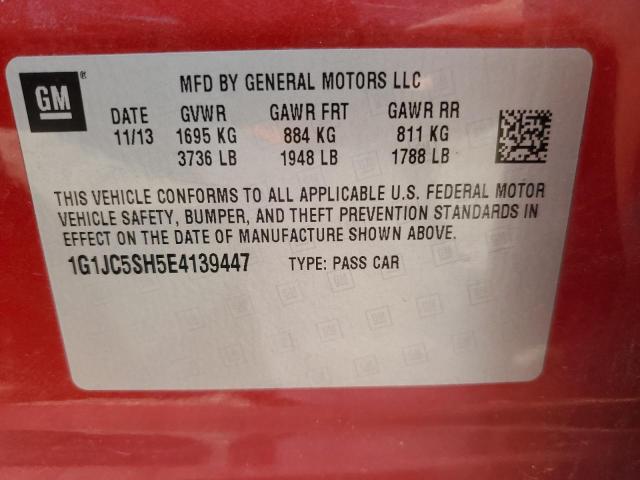 GM®
MFD BY GENERAL MOTORS LLC
DATE GVWR GAWR FRT GAWR RR
11/13 1695 KG 884 KG 811 KG
3736 LB 1948 LB 1788 LB
THIS VEHICLE CONFORMS TO ALL APPLICABLE U.S. FEDERAL MOTOR
VEHICLE SAFETY, BUMPER, AND THEFT PREVENTION STANDARDS IN
EFFECT ON THE DATE OF MANUFACTURE SHOWN ABOVE.
1G1JC5SH5E4139447 TYPE: PASS CAR